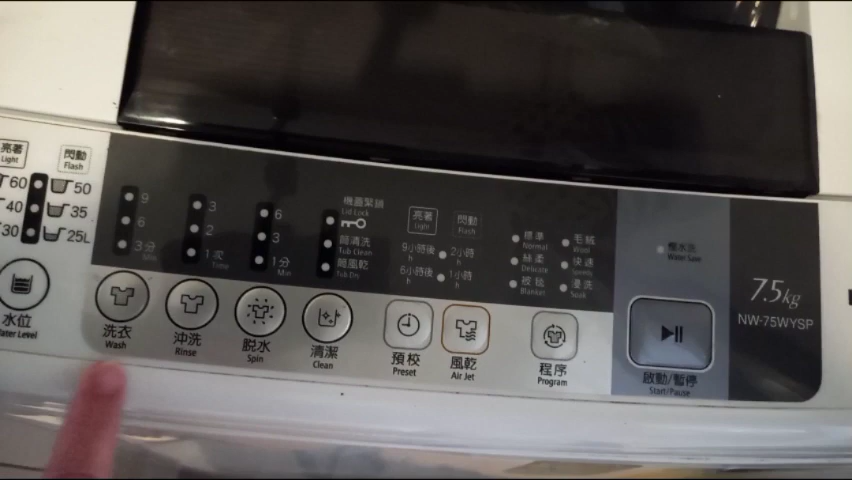 亮著
Light
閃動
Flash
60
50
40
35
30
25L
水位
ater Level
9
6
3分
Min
洗衣
Wash
3
2
1次
Time
沖洗
Rinse
6
3
1分
Min
脫水
Spin
機蓋緊鎖
Lid Lock
筒清洗
Tub Clean
筒風乾
Tub Dry
清潔
Clean
亮著
Light
閃動
Flash
9小時後
h
2小時
h
6小時後
h
1小時
h
預校
Preset
風乾
Air Jet
標準
Normal
毛絨
Wool
絲柔
Delicate
快速
Speedy
被毯
Blanket
浸洗
Soak
程序
Program
慳水洗
Water Save
啟動/暫停
Start/Pause
7.5kg
NW-75WYSP